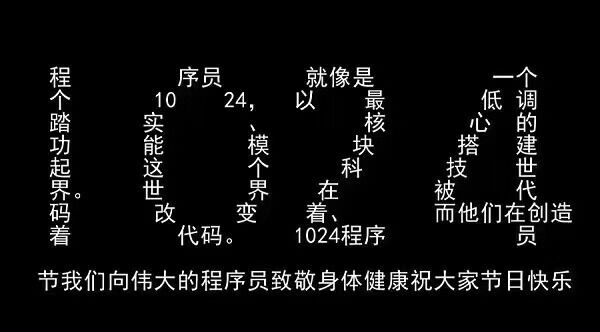 程 序员 就像是 一个
个 10 24， 以 最 低 调
踏 实 、 核 心 的
功 能 模 块 搭 建
起 这 个 科 技 世
界。 世 界 在 被 代
码 改 变 着、 而他们在创造
着 代码。 1024程序 员
节我们向伟大的程序员致敬身体健康祝大家节日快乐